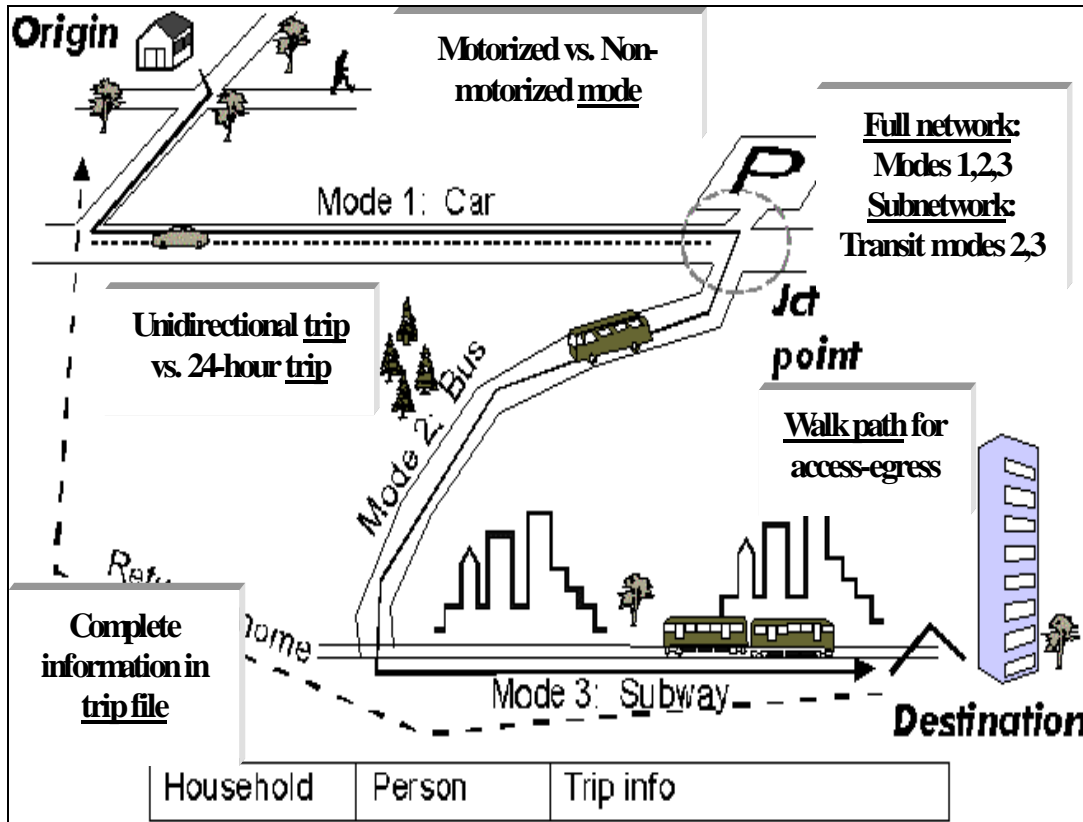 Origin
Motorized vs. Non-
motorized mode
Full network:
Modes 1,2,3
Subnetwork:
Transit modes 2,3
P
Mode 1: Car
Jct
point
Unidirectional trip
vs. 24-hour trip
Mode 2: Bus
Walk path for
access-egress
Complete
information in
trip file
home
Mode 3: Subway
Destination
Household Person Trip info